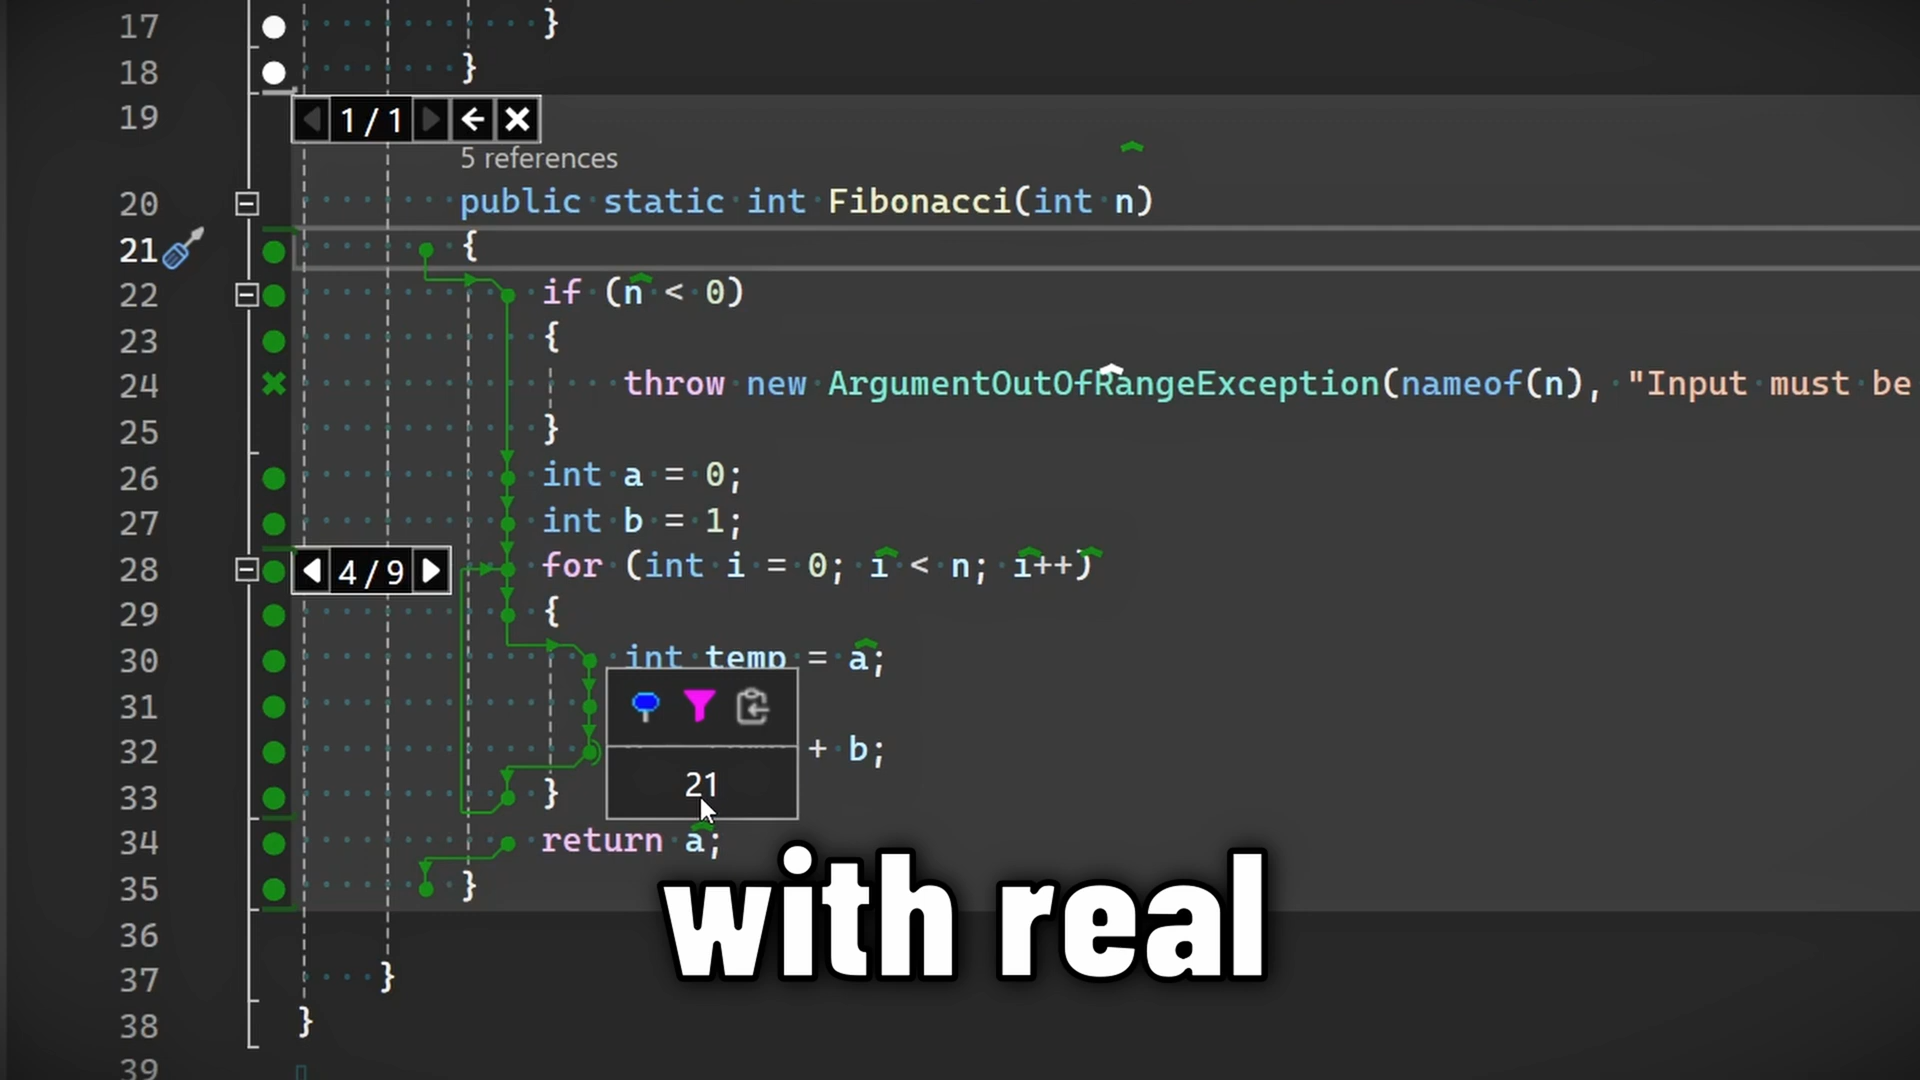 17 }
18 }
19 1 / 1
5 references
20 public static int Fibonacci(int n)
21 {
22 if (n < 0)
23 {
24 throw new ArgumentOutOfRangeException(nameof(n), "Input must be
25 }
26 int a = 0;
27 int b = 1;
28 4 / 9 for (int i = 0; i < n; i++)
29 {
30 int temp = a;
31
32 + b;
21
33 }
34 return a;
35 }
with real
36
37 }
38 }
39